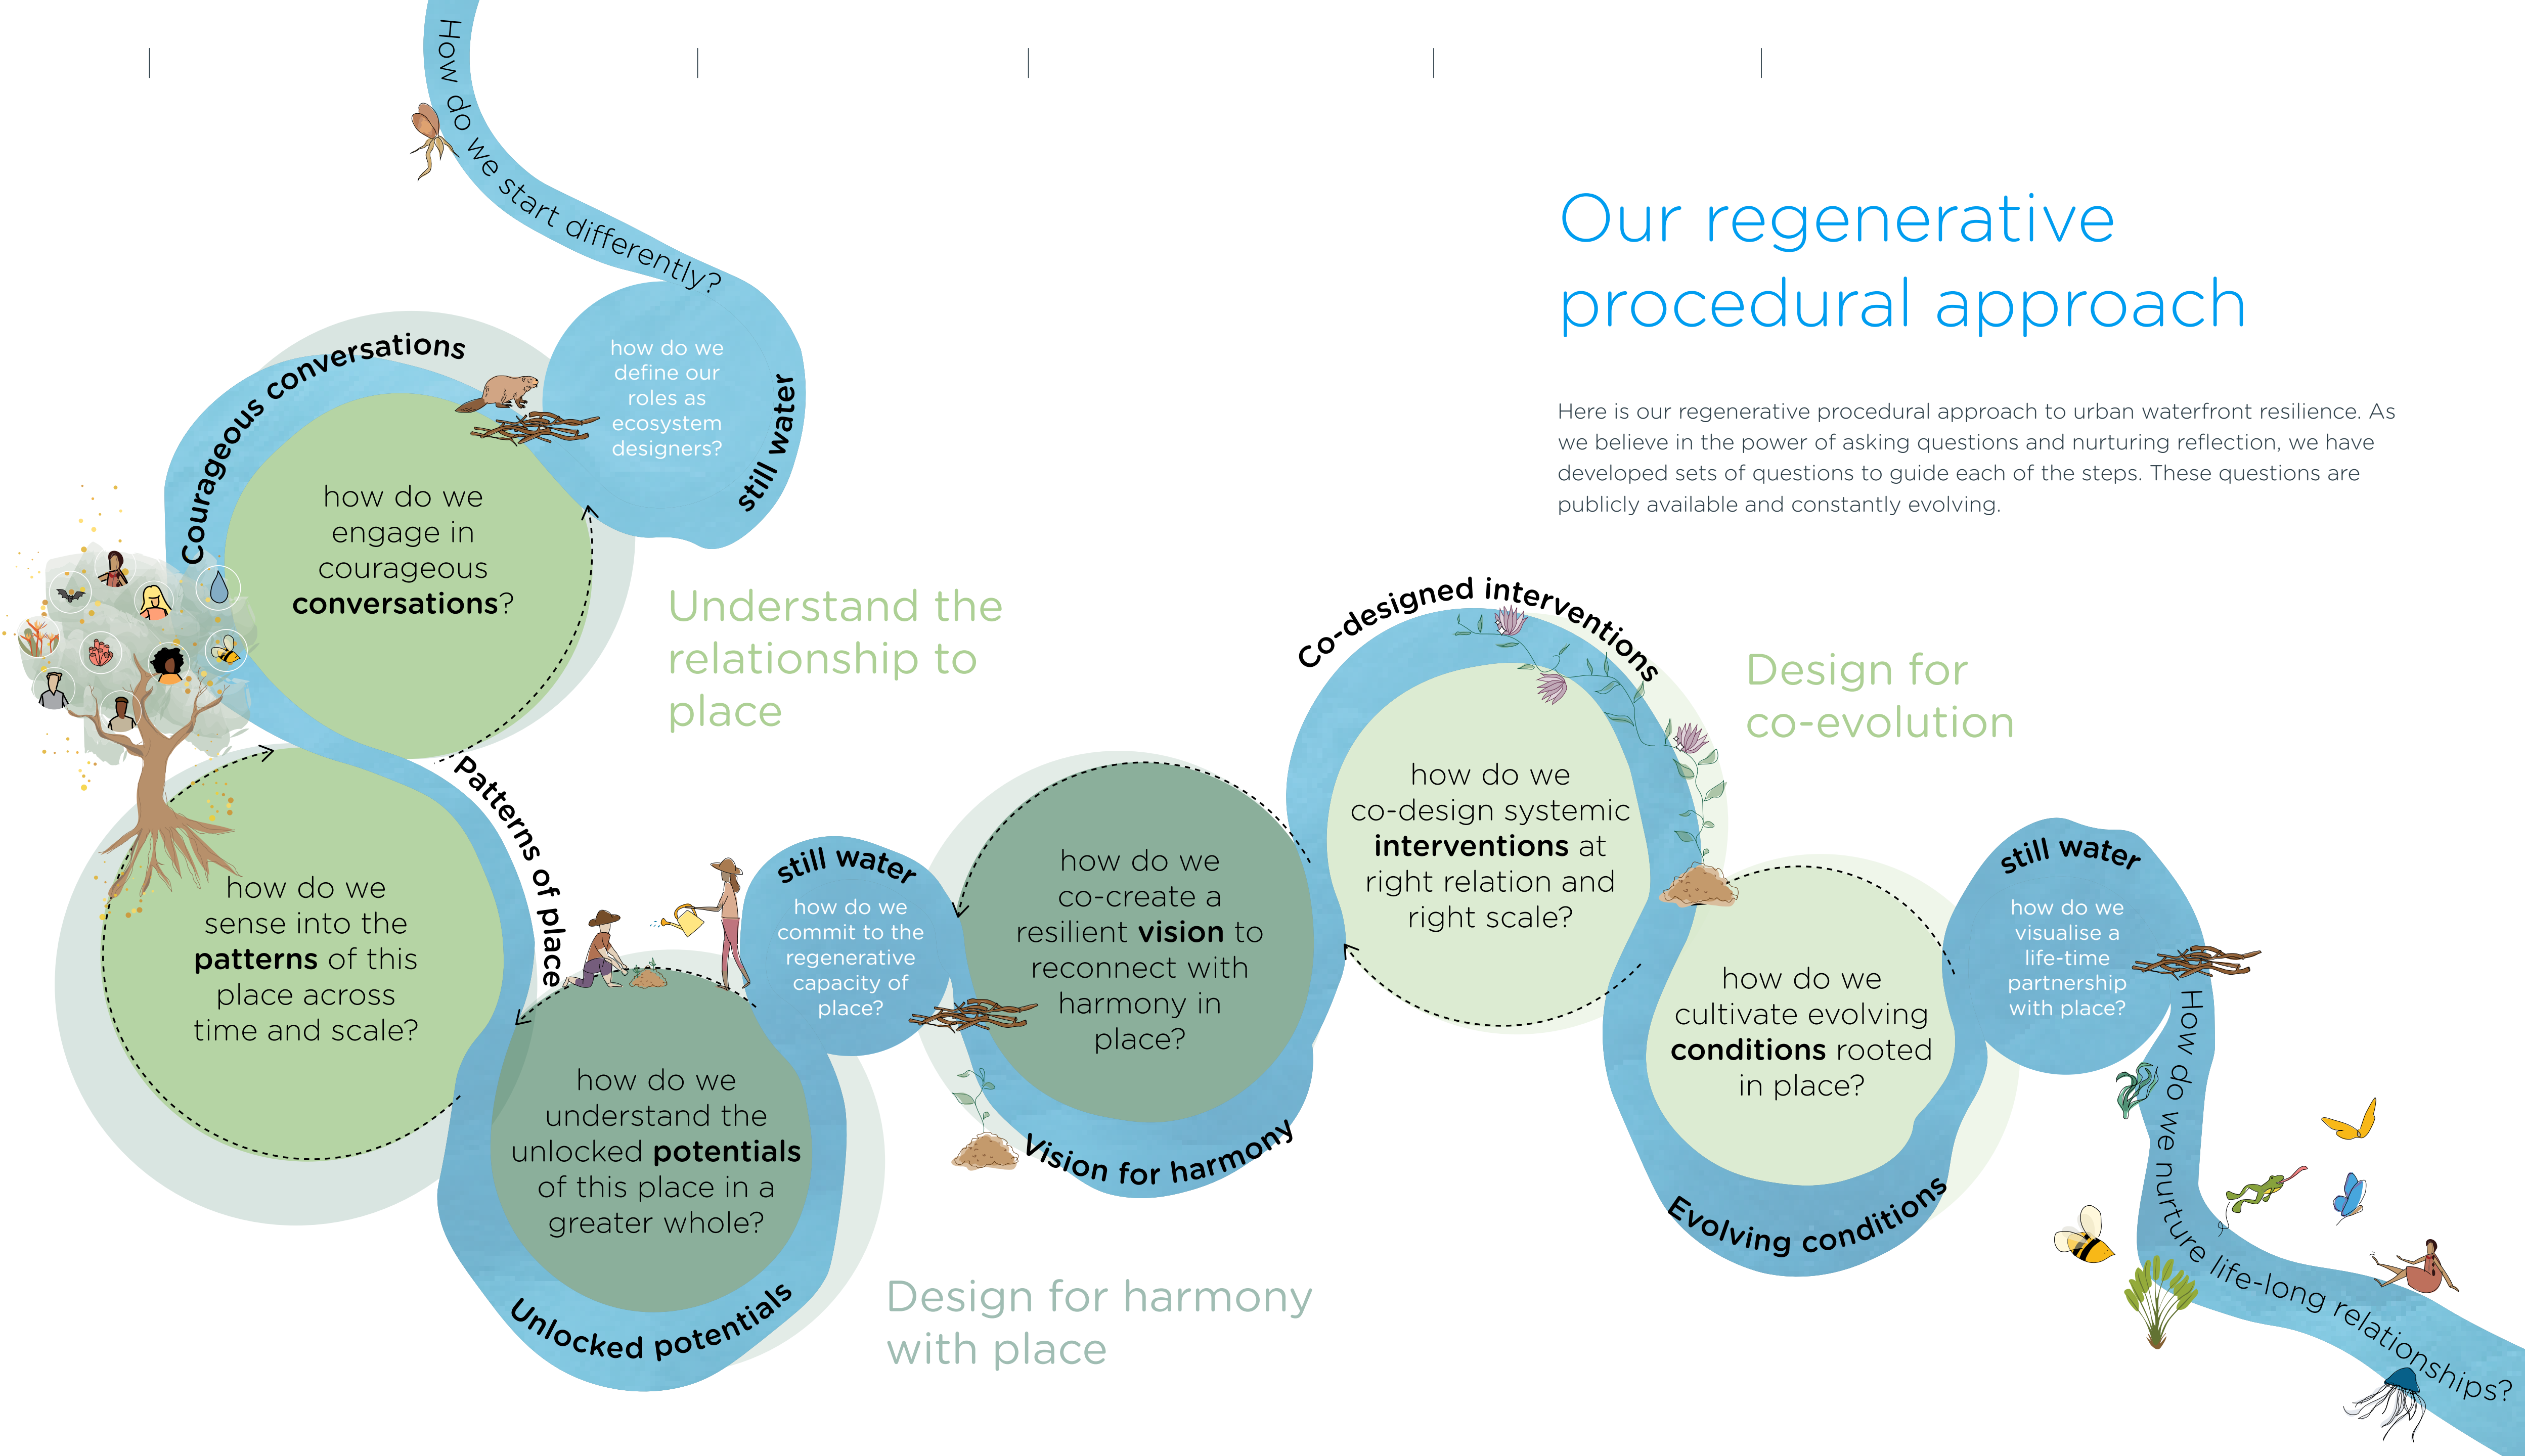 How do we start differently?
Our regenerative
procedural approach
Here is our regenerative procedural approach to urban waterfront resilience. As
we believe in the power of asking questions and nurturing reflection, we have
developed sets of questions to guide each of the steps. These questions are
publicly available and constantly evolving.
how do we
define our
roles as
ecosystem
designers?
still water
Courageous conversations
how do we
engage in
courageous
conversations?
Understand the
relationship to
place
Patterns of place
how do we
sense into the
patterns of this
place across
time and scale?
how do we
understand the
unlocked potentials
of this place in a
greater whole?
Unlocked potentials
still water
how do we
commit to the
regenerative
capacity of
place?
how do we
co-create a
resilient vision to
reconnect with
harmony in
place?
Vision for harmony
Design for harmony
with place
Co-designed interventions
how do we
co-design systemic
interventions at
right relation and
right scale?
Design for
co-evolution
how do we
cultivate evolving
conditions rooted
in place?
Evolving conditions
still water
how do we
visualise a
life-time
partnership
with place?
How do we nurture life-long relationships?